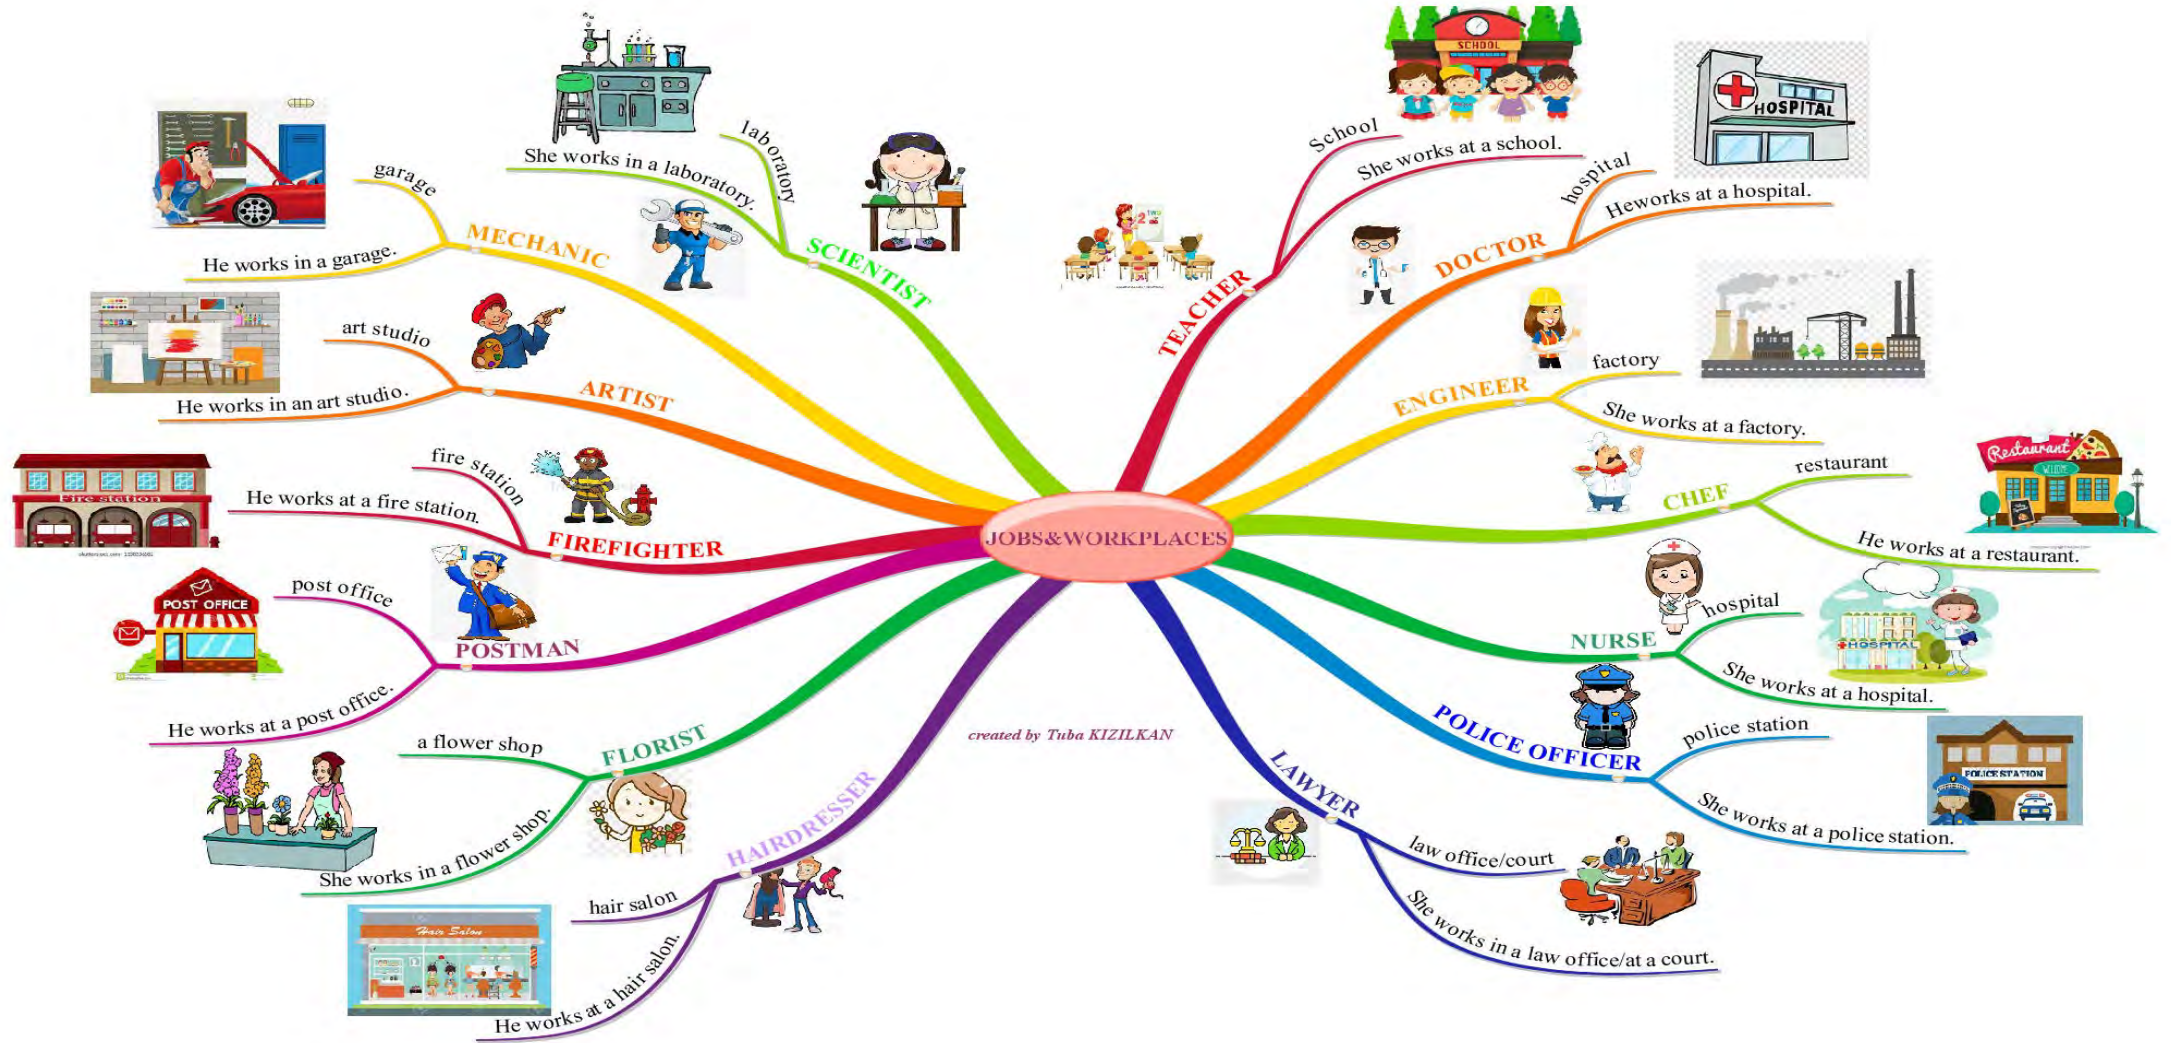 JOBS&WORKPLACES
created by Tuba KIZILKAN
TEACHER
School
She works at a school.
SCHOOL
DOCTOR
hospital
Heworks at a hospital.
HOSPITAL
ENGINEER
factory
She works at a factory.
CHEF
restaurant
He works at a restaurant.
Restaurant
WELCOME
NURSE
hospital
She works at a hospital.
HOSPITAL
POLICE OFFICER
police station
She works at a police station.
POLICE STATION
LAWYER
law office/court
She works in a law office/at a court.
HAIRDRESSER
hair salon
He works at a hair salon.
Hair Salon
FLORIST
a flower shop
She works in a flower shop.
POSTMAN
post office
He works at a post office.
POST OFFICE
FIREFIGHTER
fire station
He works at a fire station.
Fire station
ARTIST
art studio
He works in an art studio.
MECHANIC
garage
He works in a garage.
SCIENTIST
laboratory
She works in a laboratory.
2
TWO